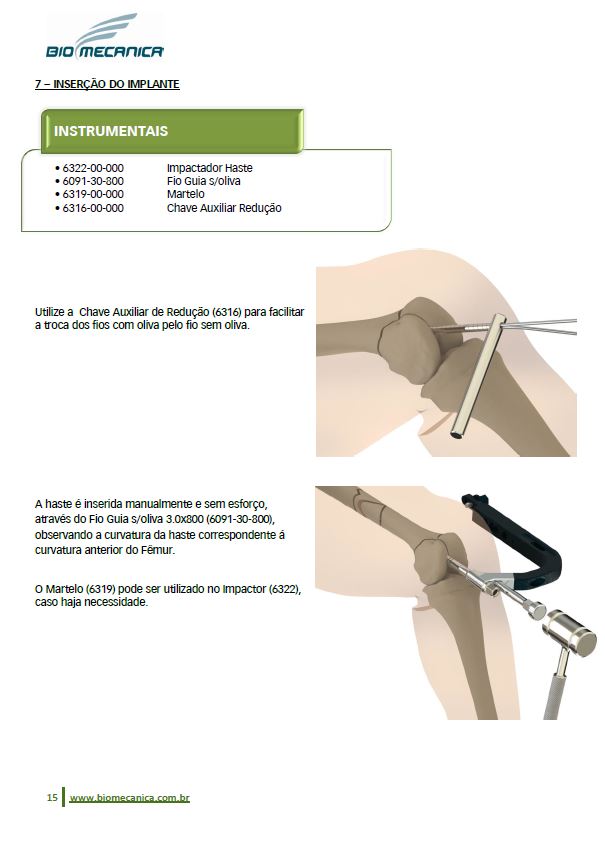 BIOMECANICA
7 – INSERÇÃO DO IMPLANTE
INSTRUMENTAIS
• 6322-00-000 Impactador Haste
• 6091-30-800 Fio Guia s/oliva
• 6319-00-000 Martelo
• 6316-00-000 Chave Auxiliar Redução
Utilize a Chave Auxiliar de Redução (6316) para facilitar
a troca dos fios com oliva pelo fio sem oliva.
A haste é inserida manualmente e sem esforço,
através do Fio Guia s/oliva 3.0x800 (6091-30-800),
observando a curvatura da haste correspondente á
curvatura anterior do Fêmur.
O Martelo (6319) pode ser utilizado no Impactor (6322),
caso haja necessidade.
15 www.biomecanica.com.br